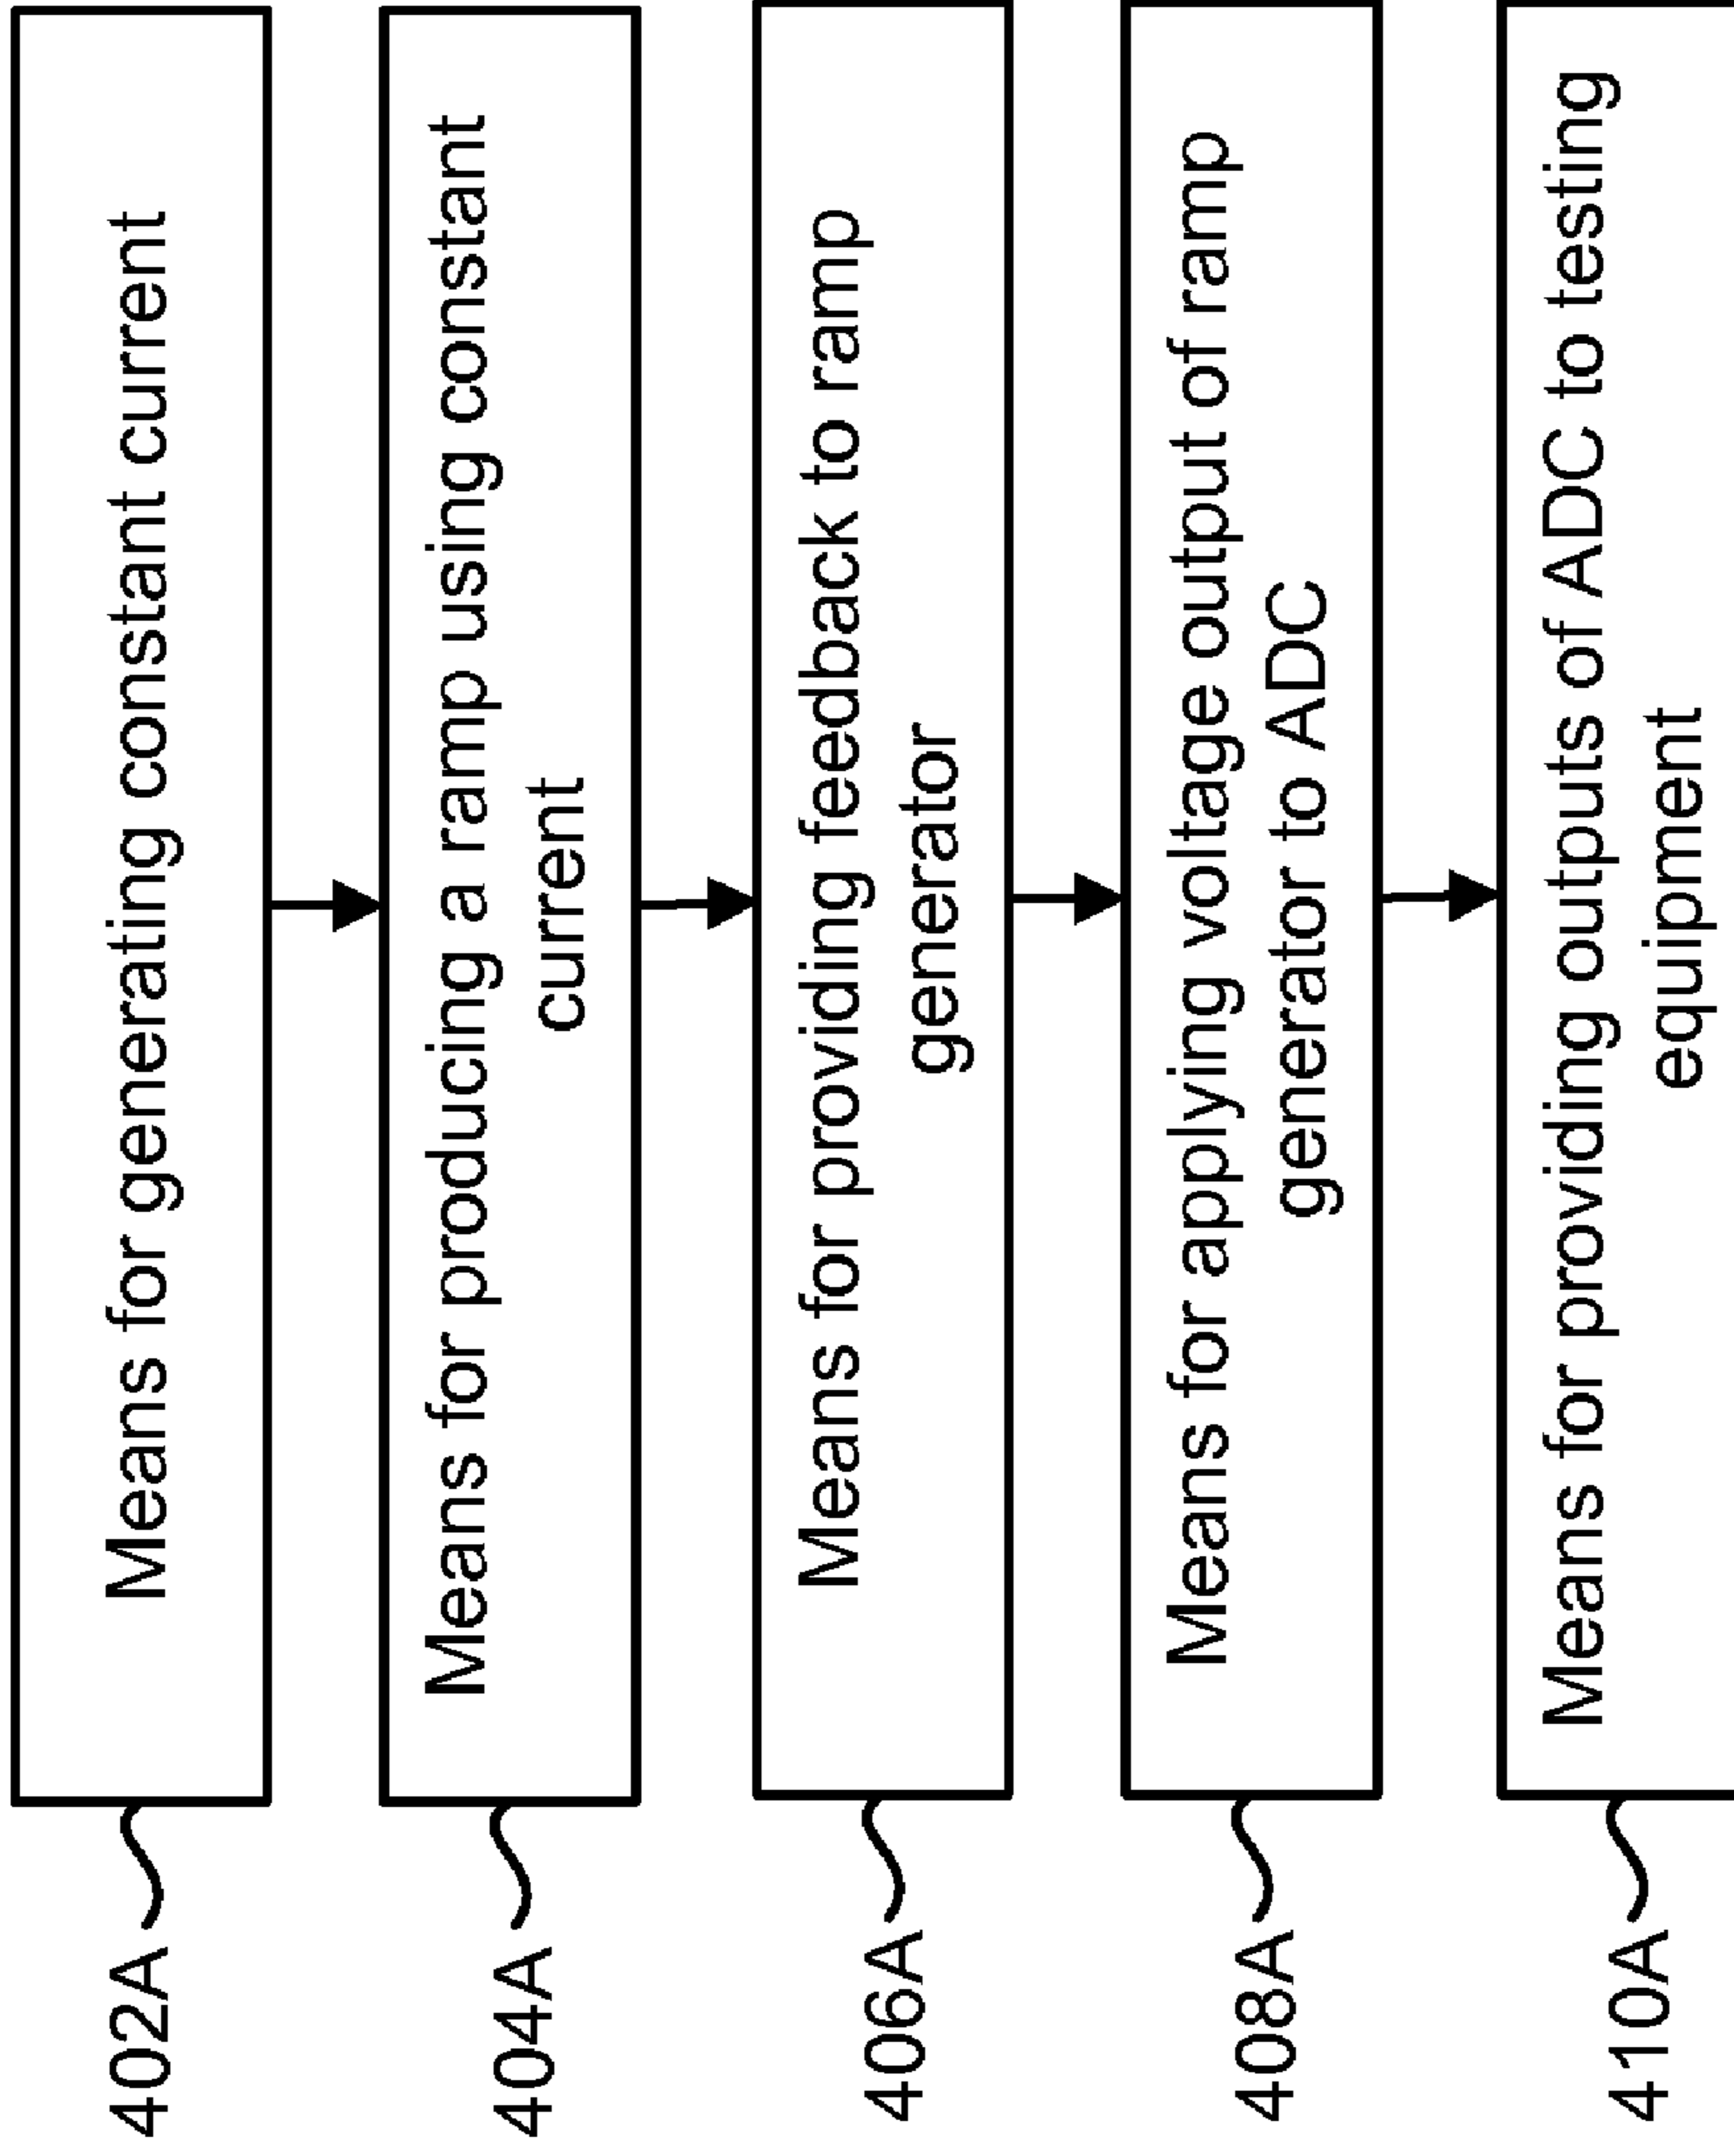 402A
Means for generating constant current
404A
Means for producing a ramp using constant
current
406A
Means for providing feedback to ramp
generator
408A
Means for applying voltage output of ramp
generator to ADC
410A
Means for providing outputs of ADC to testing
equipment